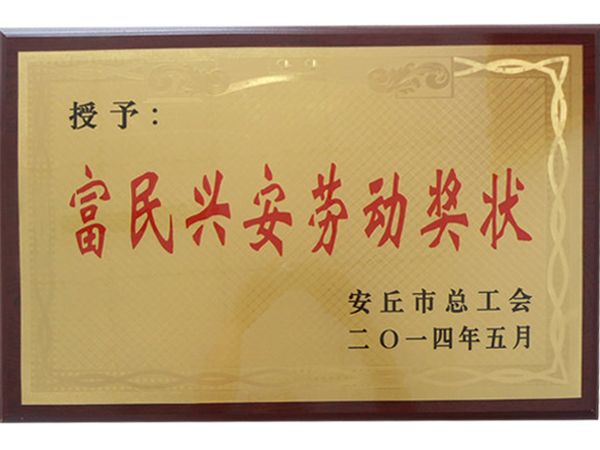 授予：
富民兴安劳动奖状
安丘市总工会
二〇一四年五月